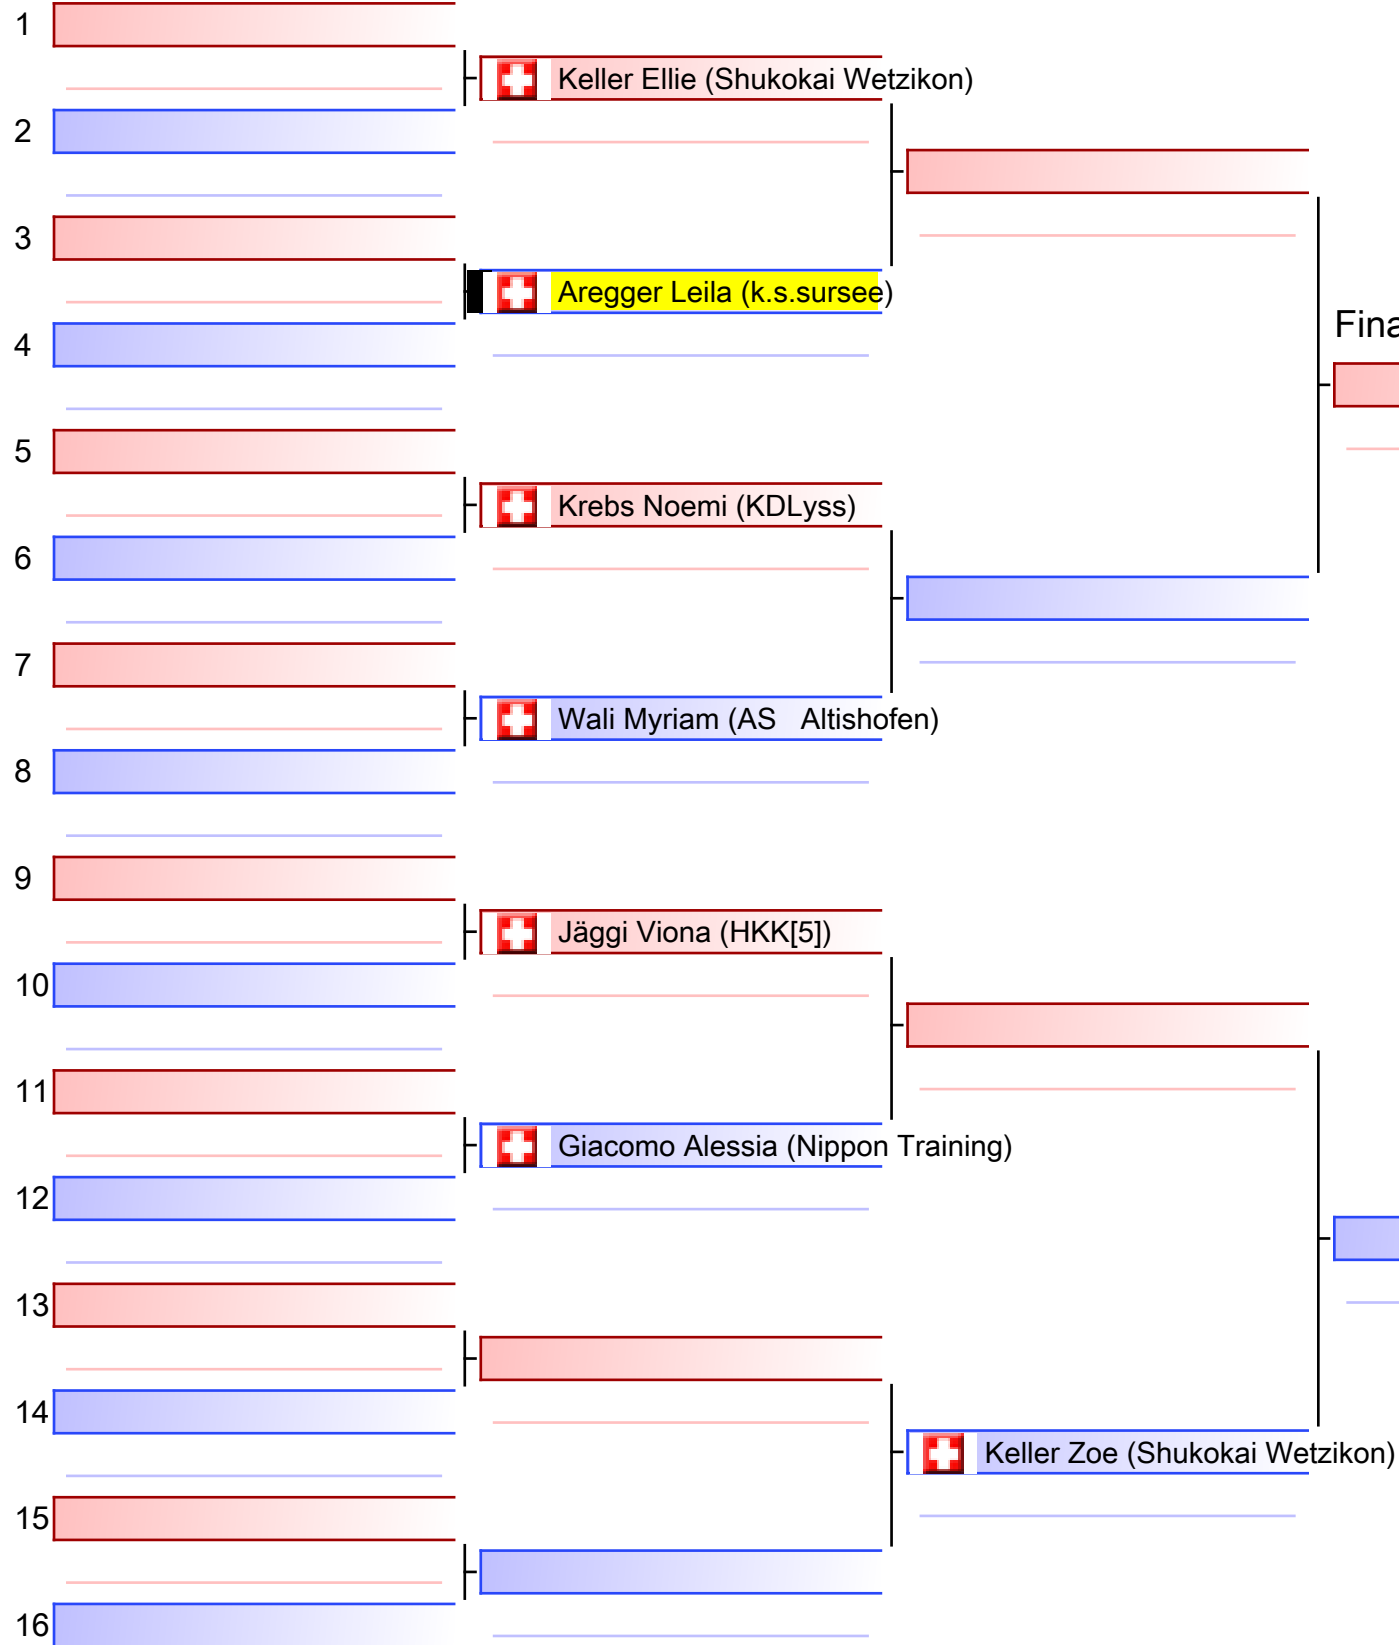 1
Keller Ellie (Shukokai Wetzikon)
2
3
Aregger Leila (k.s.sursee)
4
Fina
5
Krebs Noemi (KDLyss)
6
7
Wali Myriam (AS   Altishofen)
8
9
Jäggi Viona (HKK[5])
10
11
Giacomo Alessia (Nippon Training)
12
13
14
Keller Zoe (Shukokai Wetzikon)
15
16